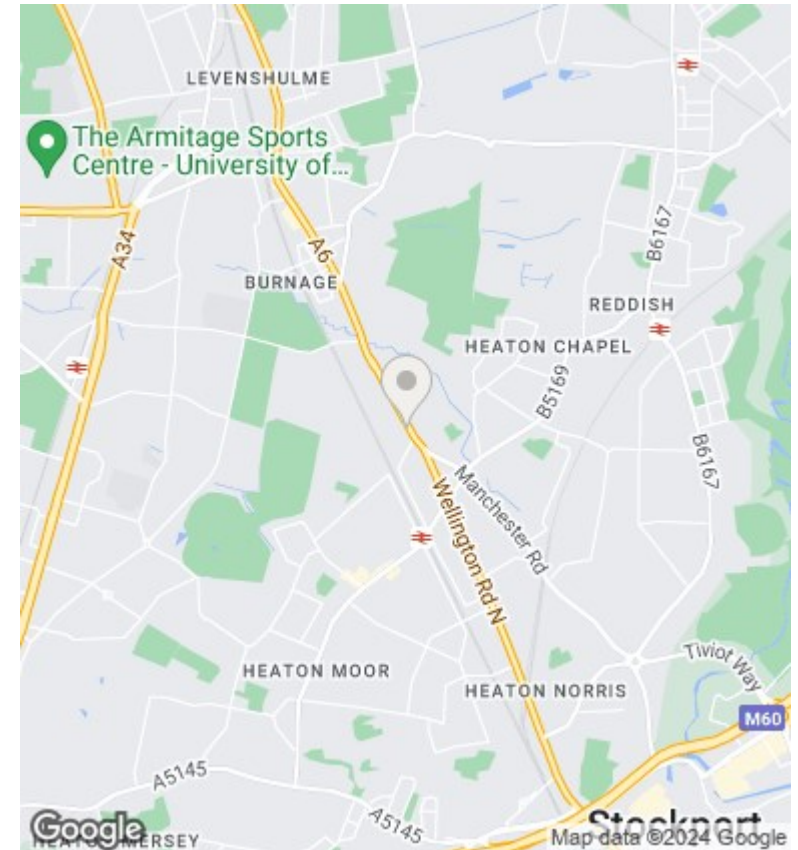 LEVENSHULME
The Armitage Sports
Centre - University of...
B6167
A34
A6
BURNAGE
REDDISH
HEATON CHAPEL
B5169
B6167
Manchester Rd
Wellington Rd N
Tiviot Way
HEATON MOOR
HEATON NORRIS
M60
A5145
A5145
Stockport
Google
HEATON MERSEY
Map data ©2024 Google